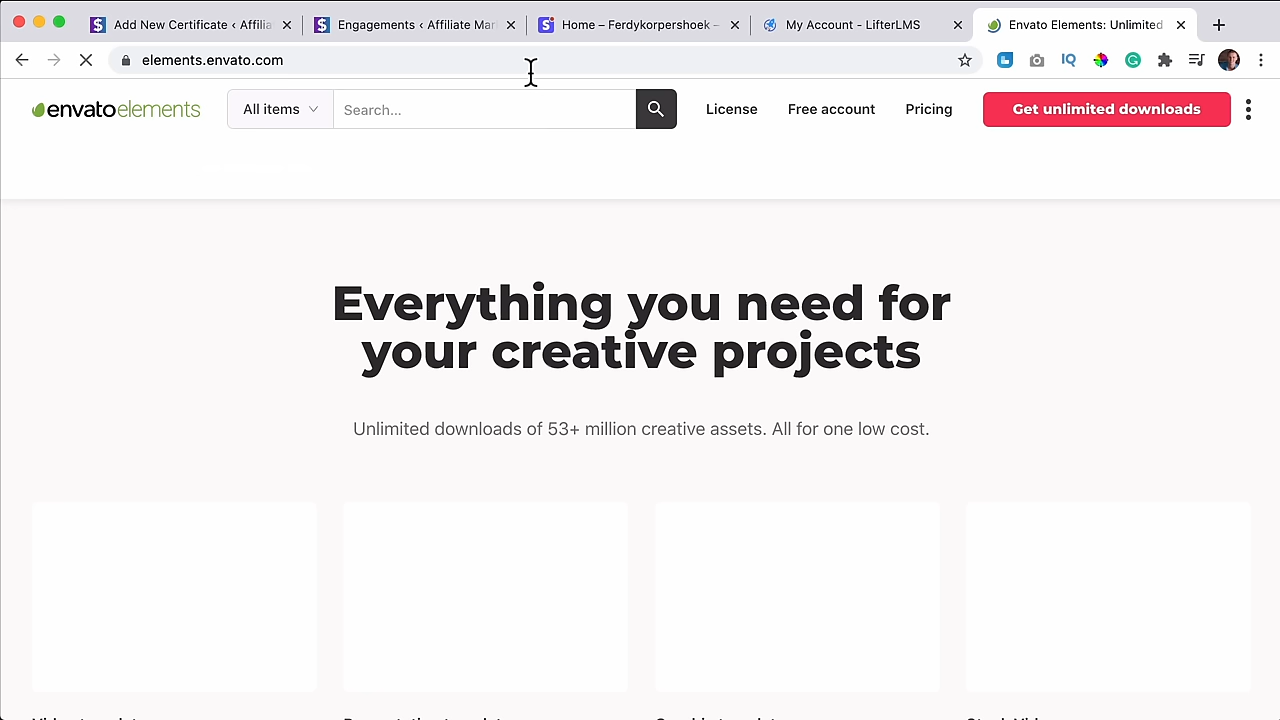 Add New Certificate ‹ Affilia
Engagements ‹ Affiliate Mar
Home – Ferdykorpershoek –
My Account - LifterLMS
Envato Elements: Unlimited
elements.envato.com
IQ
envatoelements
All items
Search...
License
Free account
Pricing
Get unlimited downloads
Everything you need for
your creative projects
Unlimited downloads of 53+ million creative assets. All for one low cost.